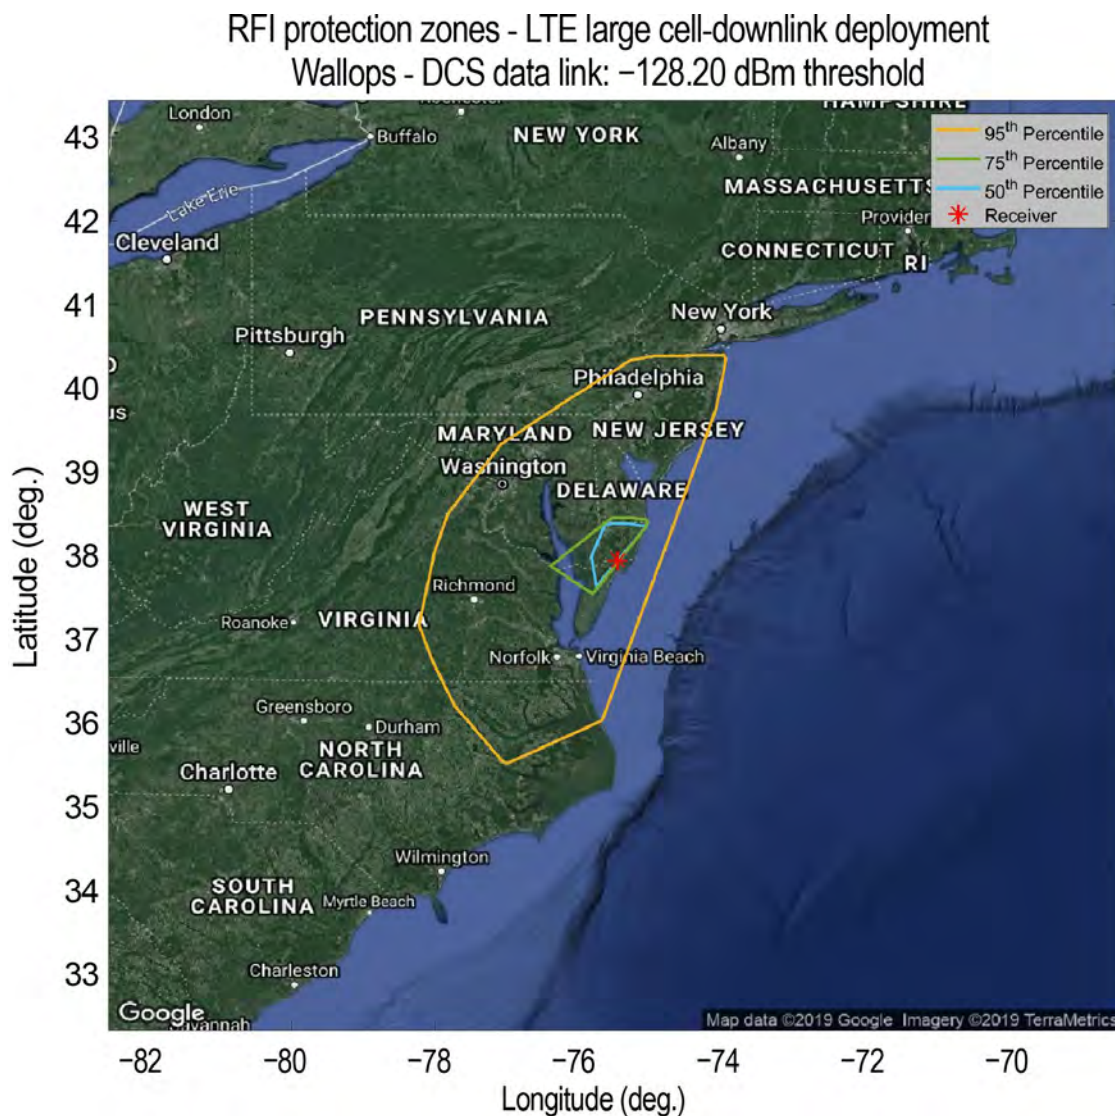 RFI protection zones - LTE large cell-downlink deployment
Wallops - DCS data link: −128.20 dBm threshold
London
Buffalo
NEW YORK
Albany
HAMPSHIRE
95th Percentile
75th Percentile
50th Percentile
Receiver
MASSACHUSETTS
Lake Erie
Cleveland
CONNECTICUT
RI
New York
PENNSYLVANIA
Pittsburgh
Philadelphia
MARYLAND
NEW JERSEY
Washington
DELAWARE
WEST
VIRGINIA
Richmond
Roanoke
VIRGINIA
Norfolk
Virginia Beach
Greensboro
Durham
NORTH
CAROLINA
Charlotte
Wilmington
SOUTH
CAROLINA
Myrtle Beach
Charleston
Google
Map data ©2019 Google Imagery ©2019 TerraMetrics
43
42
41
40
39
38
37
36
35
34
33
Latitude (deg.)
−82 −80 −78 −76 −74 −72 −70
Longitude (deg.)